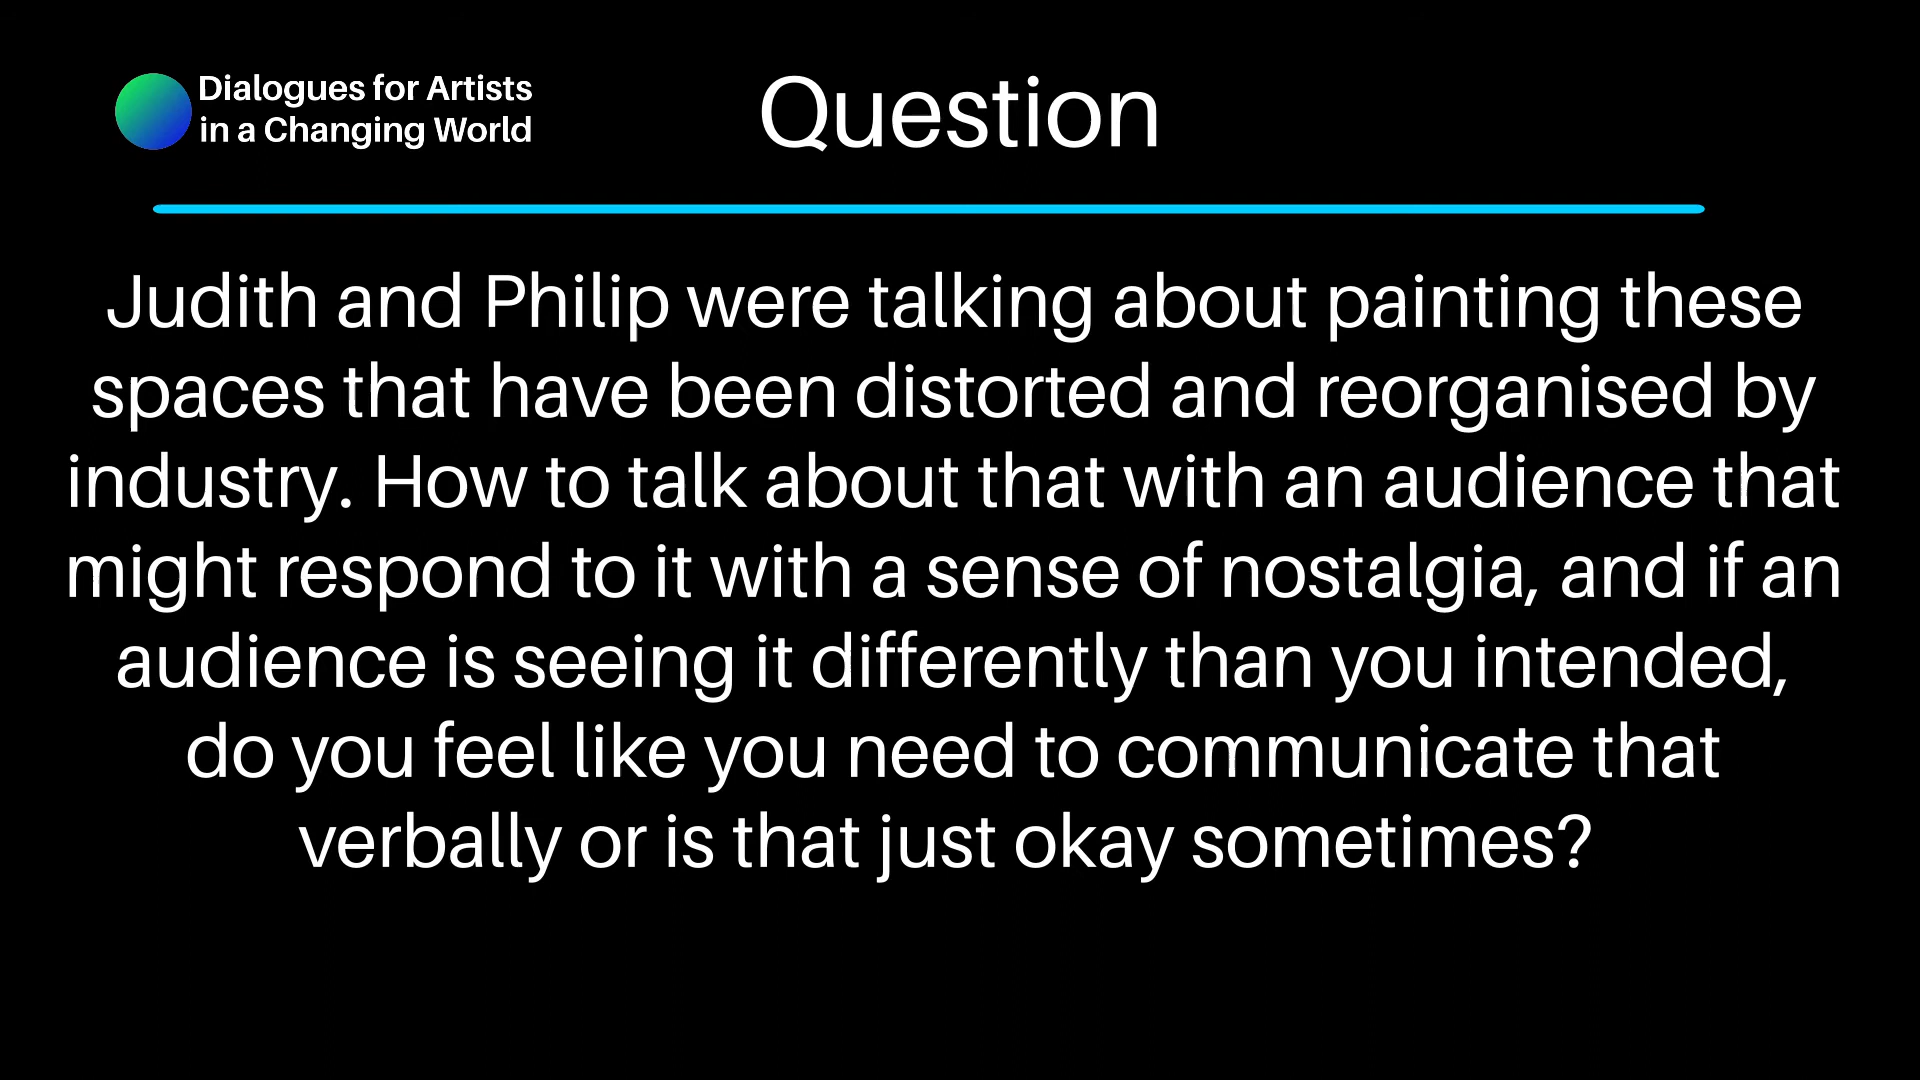 Dialogues for Artists
in a Changing World
Question
Judith and Philip were talking about painting these
spaces that have been distorted and reorganised by
industry. How to talk about that with an audience that
might respond to it with a sense of nostalgia, and if an
audience is seeing it differently than you intended,
do you feel like you need to communicate that
verbally or is that just okay sometimes?